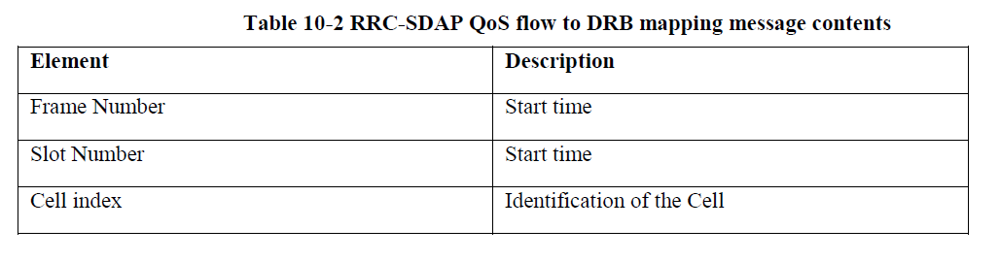 Table 10-2 RRC-SDAP QoS flow to DRB mapping message contents
Element Description
Frame Number Start time
Slot Number Start time
Cell index Identification of the Cell